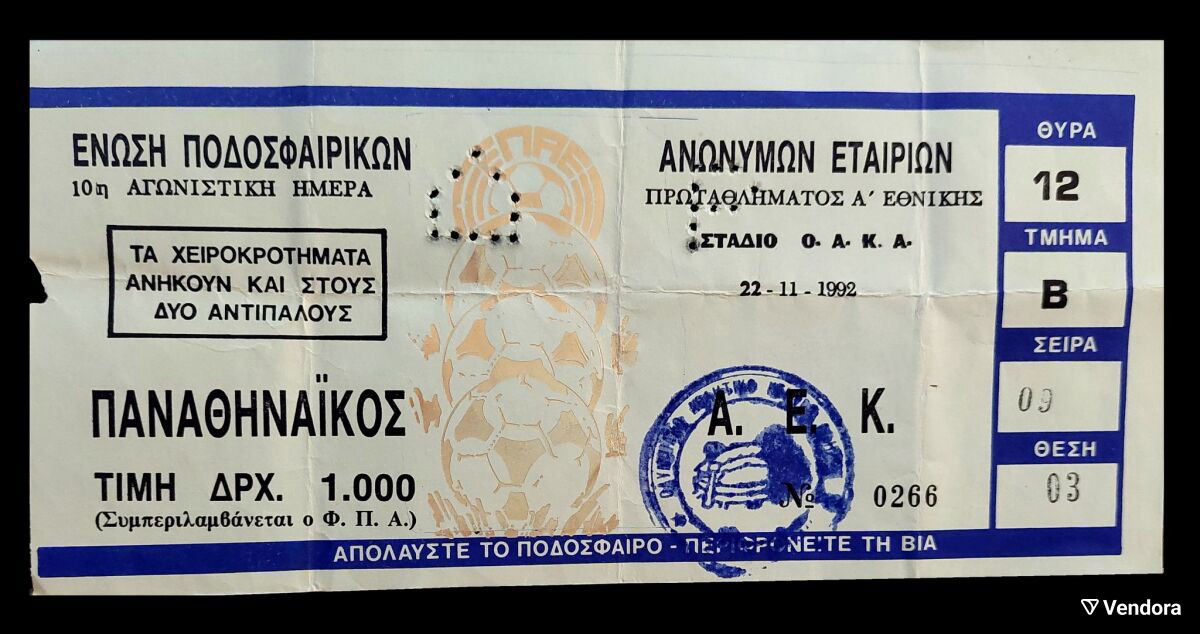 ΕΝΩΣΗ ΠΟΔΟΣΦΑΙΡΙΚΩΝ
10η ΑΓΩΝΙΣΤΙΚΗ ΗΜΕΡΑ
ΤΑ ΧΕΙΡΟΚΡΟΤΗΜΑΤΑ
ΑΝΗΚΟΥΝ ΚΑΙ ΣΤΟΥΣ
ΔΥΟ ΑΝΤΙΠΑΛΟΥΣ
ΠΑΝΑΘΗΝΑΪΚΟΣ
ΤΙΜΗ ΔΡΧ. 1.000
(Συμπεριλαμβάνεται ο Φ. Π. Α.)
ΕΠΑΕ
ΑΝΩΝΥΜΩΝ ΕΤΑΙΡΙΩΝ
ΠΡΩΤΑΘΛΗΜΑΤΟΣ Α΄ ΕΘΝΙΚΗΣ
ΣΤΑΔΙΟ Ο. Α. Κ. Α.
22 - 11 - 1992
Α. Ε. Κ.
№ 0266
ΘΥΡΑ
12
ΤΜΗΜΑ
Β
ΣΕΙΡΑ
09
ΘΕΣΗ
03
ΑΠΟΛΑΥΣΤΕ ΤΟ ΠΟΔΟΣΦΑΙΡΟ - ΠΕΡΙΦΡΟΝΕΙΤΕ ΤΗ ΒΙΑ
Vendora